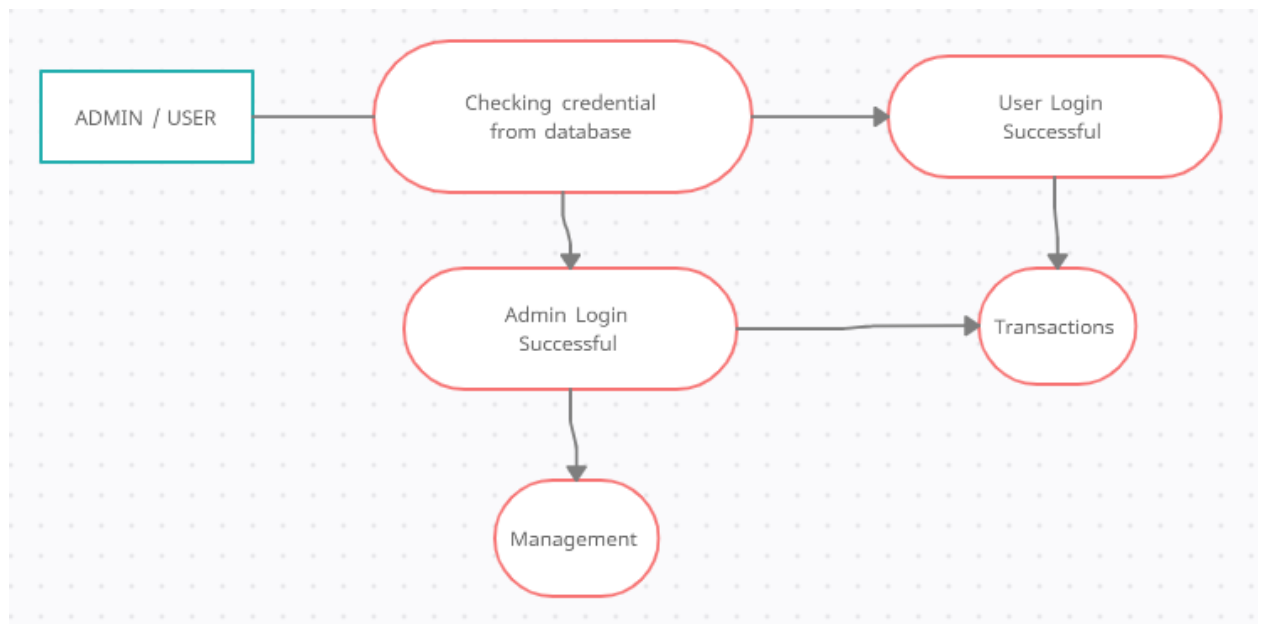 ADMIN / USER
Checking credential
from database
User Login
Successful
Admin Login
Successful
Transactions
Management